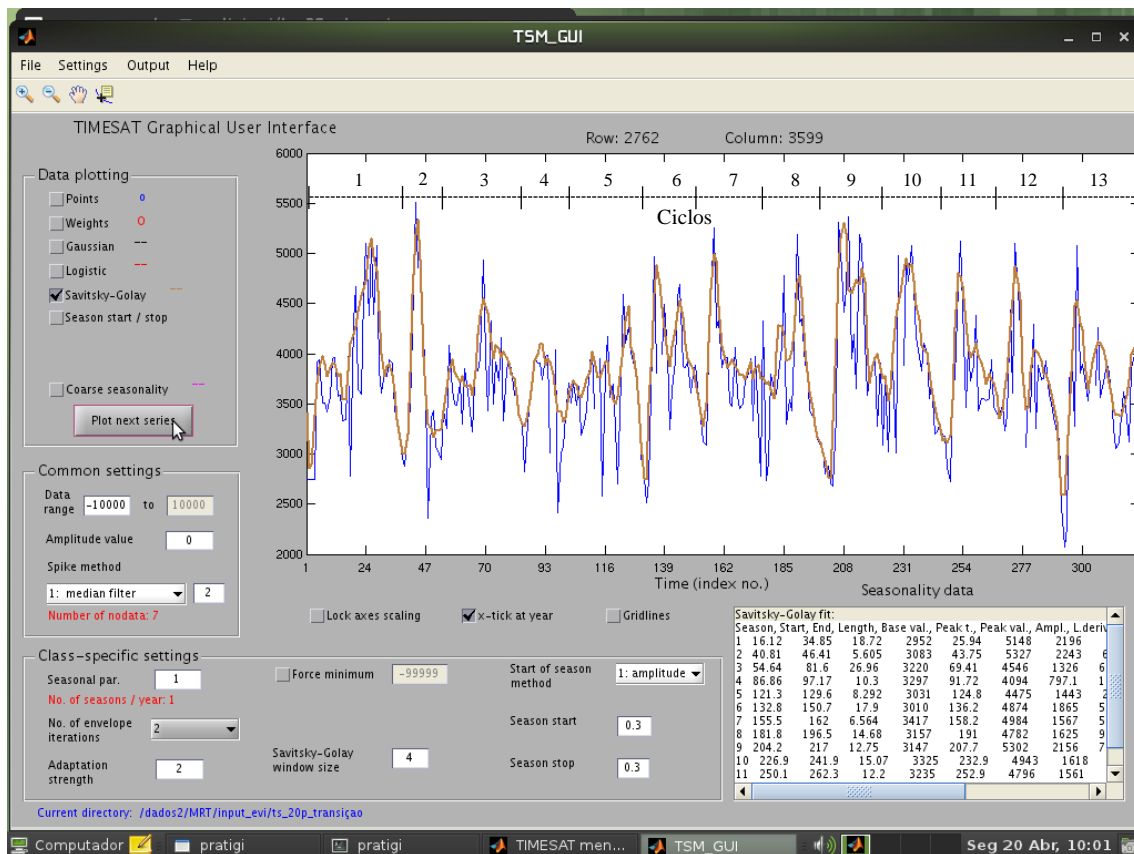 TSM_GUI
File Settings Output Help
TIMESAT Graphical User Interface
Row: 2762 Column: 3599
Data plotting
Points o
Weights O
Gaussian --
Logistic --
Savitsky-Golay --
Season start / stop
Coarse seasonality --
Plot next series
Common settings
Data range -10000 to 10000
Amplitude value 0
Spike method
1: median filter 2
Number of nodata: 7
6000
5500
5000
4500
4000
3500
3000
2500
2000
1 2 3 4 5 6 7 8 9 10 11 12 13
Ciclos
1 24 47 70 93 116 139 162 185 208 231 254 277 300
Time (index no.)
Lock axes scaling x-tick at year Gridlines
Class-specific settings
Seasonal par. 1
No. of seasons / year: 1
No. of envelope iterations 2
Adaptation strength 2
Force minimum -99999
Savitsky-Golay window size 4
Start of season method 1: amplitude
Season start 0.3
Season stop 0.3
Seasonality data
Savitsky-Golay fit:
Season, Start, End, Length, Base val., Peak t., Peak val., Ampl., L.deriv
1 16.12 34.85 18.72 2952 25.94 5148 2196
2 40.81 46.41 5.605 3083 43.75 5327 2243 6
3 54.64 81.6 26.96 3220 69.41 4546 1326 6
4 86.86 97.17 10.3 3297 91.72 4094 797.1 1
5 121.3 129.6 8.292 3031 124.8 4475 1443 2
6 132.8 150.7 17.9 3010 136.2 4874 1865 5
7 155.5 162 6.564 3417 158.2 4984 1567 5
8 181.8 196.5 14.68 3157 191 4782 1625 9
9 204.2 217 12.75 3147 207.7 5302 2156 7
10 226.9 241.9 15.07 3325 232.9 4943 1618
11 250.1 262.3 12.2 3235 252.9 4796 1561
Current directory: /dados2/MRT/input_evi/ts_20p_transiçao
Computador pratigi pratigi TIMESAT men... TSM_GUI Seg 20 Abr, 10:01